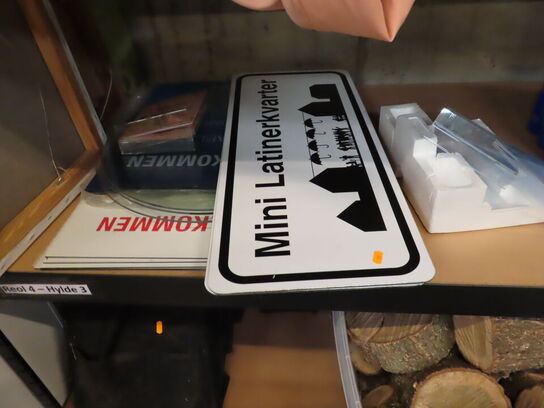 Mini Latinerkvarter
KOMMEN
KOMMEN
Reol 4 - Hylde 3